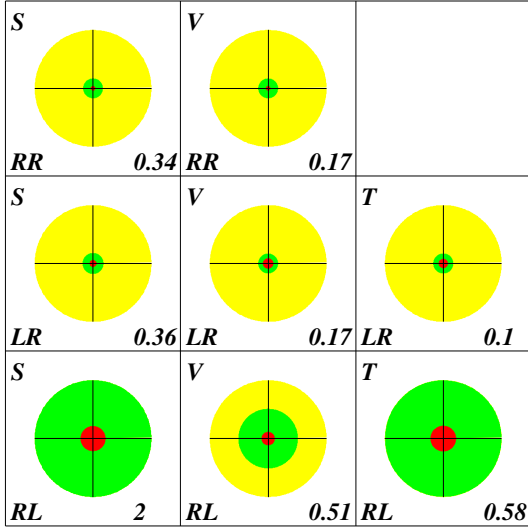 S V
RR 0.34 RR 0.17
S V T
LR 0.36 LR 0.17 LR 0.1
S V T
RL 2 RL 0.51 RL 0.58